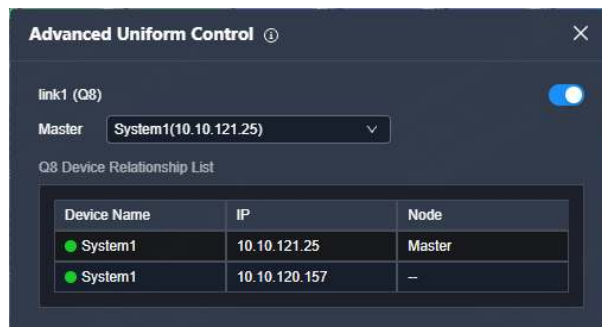 Advanced Uniform Control
link1 (Q8)
Master System1(10.10.121.25)
Q8 Device Relationship List
Device Name IP Node
System1 10.10.121.25 Master
System1 10.10.120.157 --